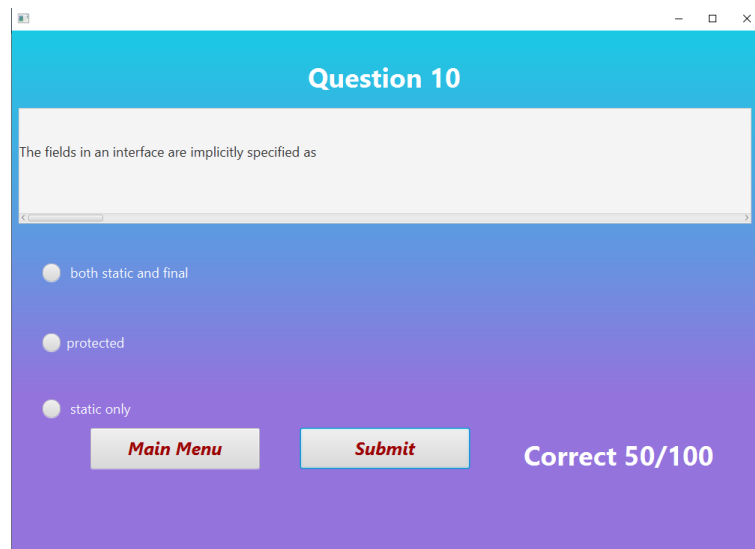 Question 10
The fields in an interface are implicitly specified as
both static and final
protected
static only
Main Menu
Submit
Correct 50/100